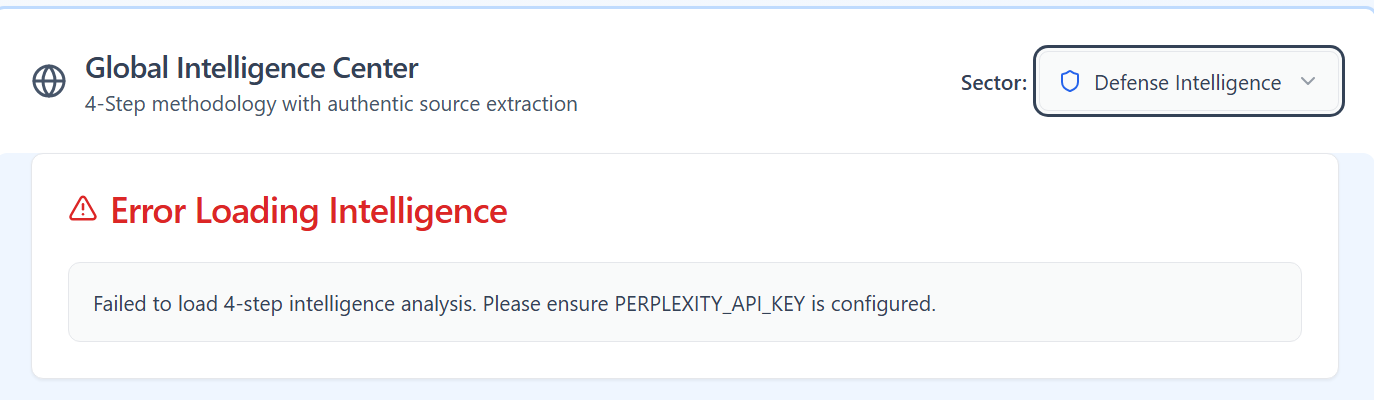 Global Intelligence Center
4-Step methodology with authentic source extraction
Sector: Defense Intelligence
Error Loading Intelligence
Failed to load 4-step intelligence analysis. Please ensure PERPLEXITY_API_KEY is configured.